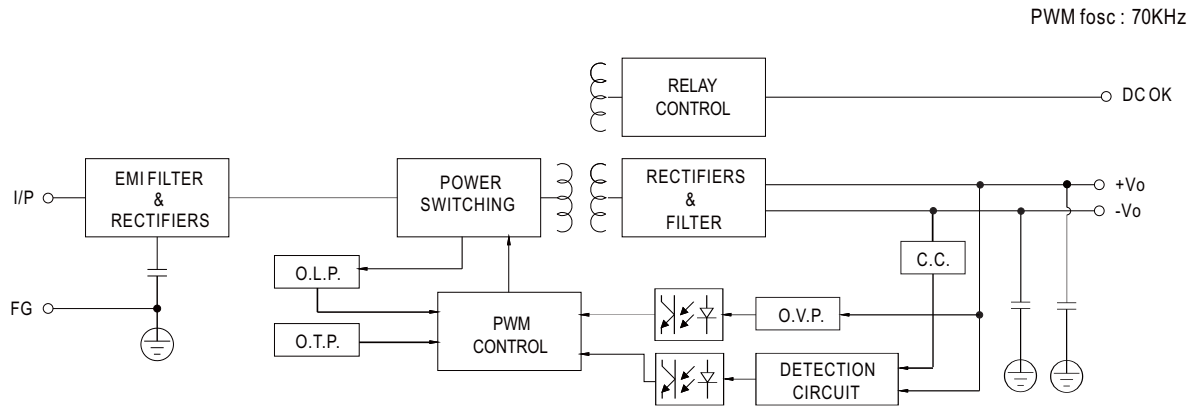 PWM fosc : 70KHz
RELAY
CONTROL
DC OK
I/P
EMI FILTER
&
RECTIFIERS
POWER
SWITCHING
RECTIFIERS
&
FILTER
+Vo
-Vo
C.C.
O.L.P.
FG
PWM
CONTROL
O.V.P.
O.T.P.
DETECTION
CIRCUIT